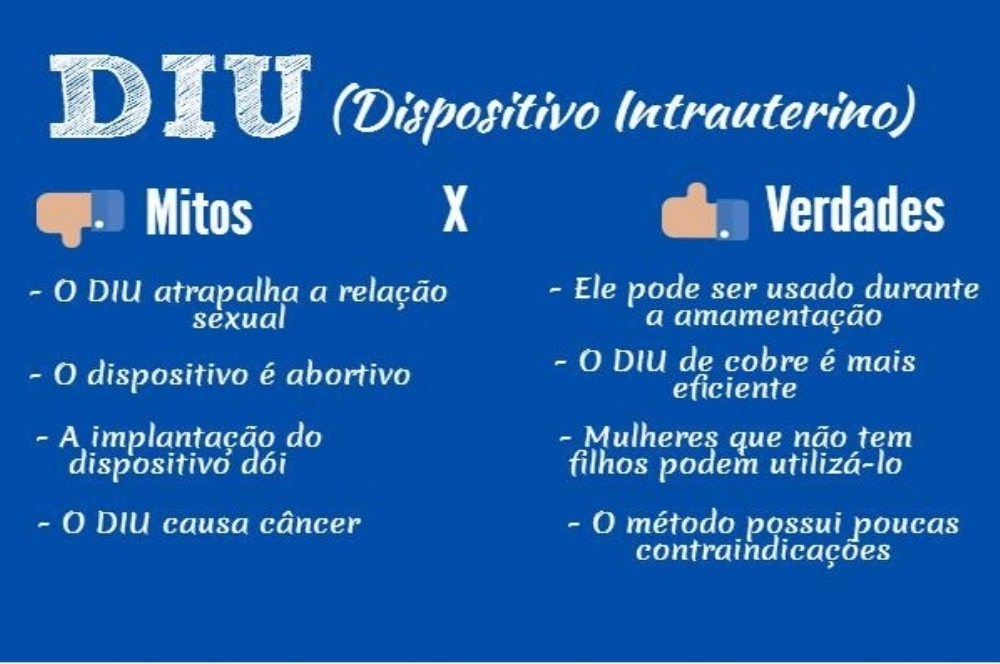 DIU (Dispositivo Intrauterino)
Mitos X Verdades
- O DIU atrapalha a relação
sexual
- O dispositivo é abortivo
- A implantação do
dispositivo dói
- O DIU causa câncer
- Ele pode ser usado durante
a amamentação
- O DIU de cobre é mais
eficiente
- Mulheres que não tem
filhos podem utilizá-lo
- O método possui poucas
contraindicações